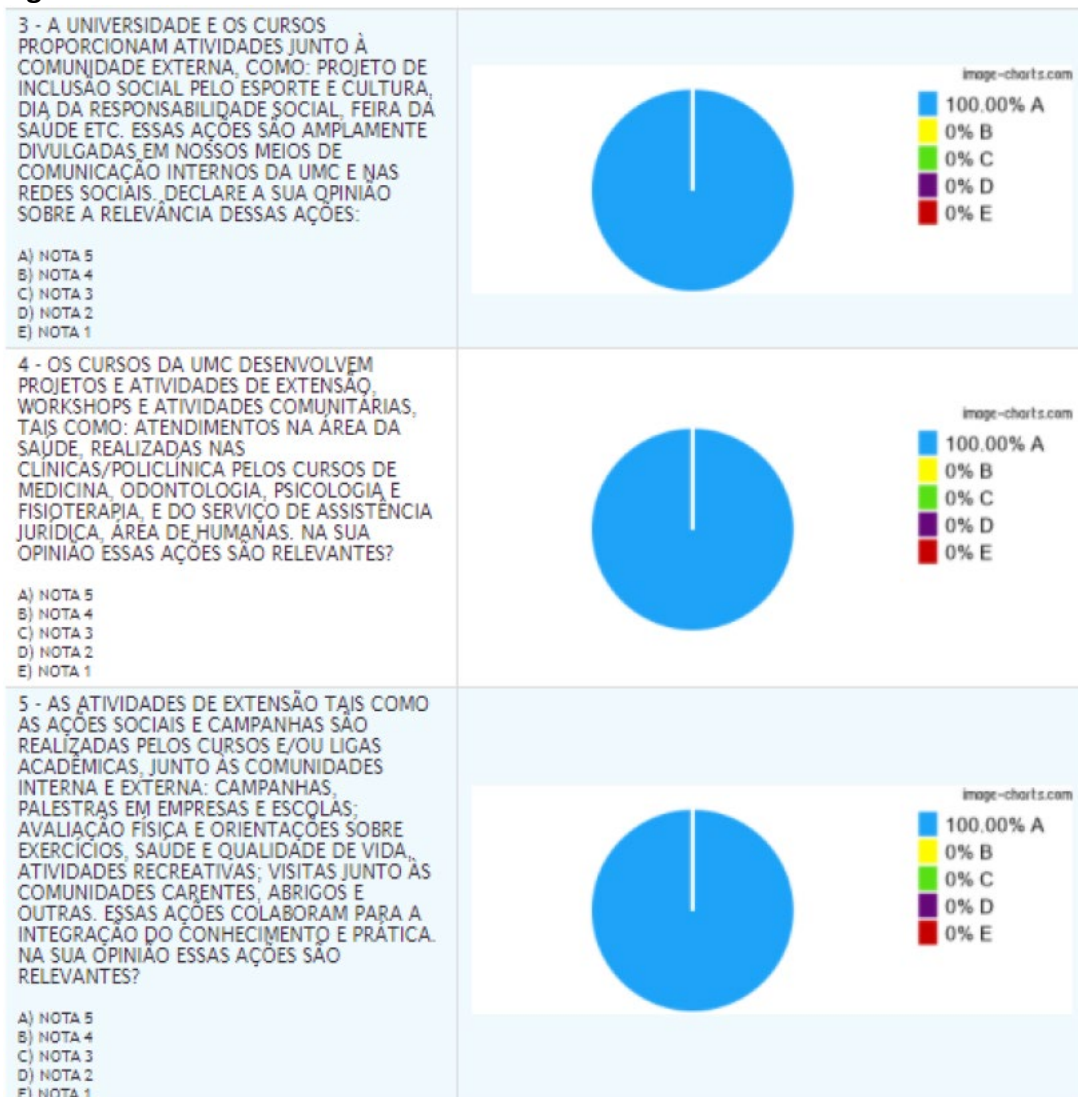 3 - A UNIVERSIDADE E OS CURSOS
PROPORCIONAM ATIVIDADES JUNTO À
COMUNIDADE EXTERNA, COMO: PROJETO DE
INCLUSÃO SOCIAL PELO ESPORTE E CULTURA,
DIA DA RESPONSABILIDADE SOCIAL, FEIRA DA
SAÚDE ETC. ESSAS AÇÕES SÃO AMPLAMENTE
DIVULGADAS EM NOSSOS MEIOS DE
COMUNICAÇÃO INTERNOS DA UMC E NAS
REDES SOCIAIS. DECLARE A SUA OPINIÃO
SOBRE A RELEVÂNCIA DESSAS AÇÕES:
A) NOTA 5
B) NOTA 4
C) NOTA 3
D) NOTA 2
E) NOTA 1
image-charts.com
100.00% A
0% B
0% C
0% D
0% E
4 - OS CURSOS DA UMC DESENVOLVEM
PROJETOS E ATIVIDADES DE EXTENSÃO,
WORKSHOPS E ATIVIDADES COMUNITÁRIAS,
TAIS COMO: ATENDIMENTOS NA ÁREA DA
SAÚDE, REALIZADAS NAS
CLÍNICAS/POLICLÍNICA PELOS CURSOS DE
MEDICINA, ODONTOLOGIA, PSICOLOGIA E
FISIOTERAPIA, E DO SERVIÇO DE ASSISTÊNCIA
JURÍDICA, ÁREA DE HUMANAS. NA SUA
OPINIÃO ESSAS AÇÕES SÃO RELEVANTES?
A) NOTA 5
B) NOTA 4
C) NOTA 3
D) NOTA 2
E) NOTA 1
image-charts.com
100.00% A
0% B
0% C
0% D
0% E
5 - AS ATIVIDADES DE EXTENSÃO TAIS COMO
AS AÇÕES SOCIAIS E CAMPANHAS SÃO
REALIZADAS PELOS CURSOS E/OU LIGAS
ACADÊMICAS, JUNTO ÀS COMUNIDADES
INTERNA E EXTERNA: CAMPANHAS,
PALESTRAS EM EMPRESAS E ESCOLAS;
AVALIAÇÃO FÍSICA E ORIENTAÇÕES SOBRE
EXERCÍCIOS, SAÚDE E QUALIDADE DE VIDA,
ATIVIDADES RECREATIVAS; VISITAS JUNTO ÀS
COMUNIDADES CARENTES, ABRIGOS E
OUTRAS. ESSAS AÇÕES COLABORAM PARA A
INTEGRAÇÃO DO CONHECIMENTO E PRÁTICA.
NA SUA OPINIÃO ESSAS AÇÕES SÃO
RELEVANTES?
A) NOTA 5
B) NOTA 4
C) NOTA 3
D) NOTA 2
E) NOTA 1
image-charts.com
100.00% A
0% B
0% C
0% D
0% E